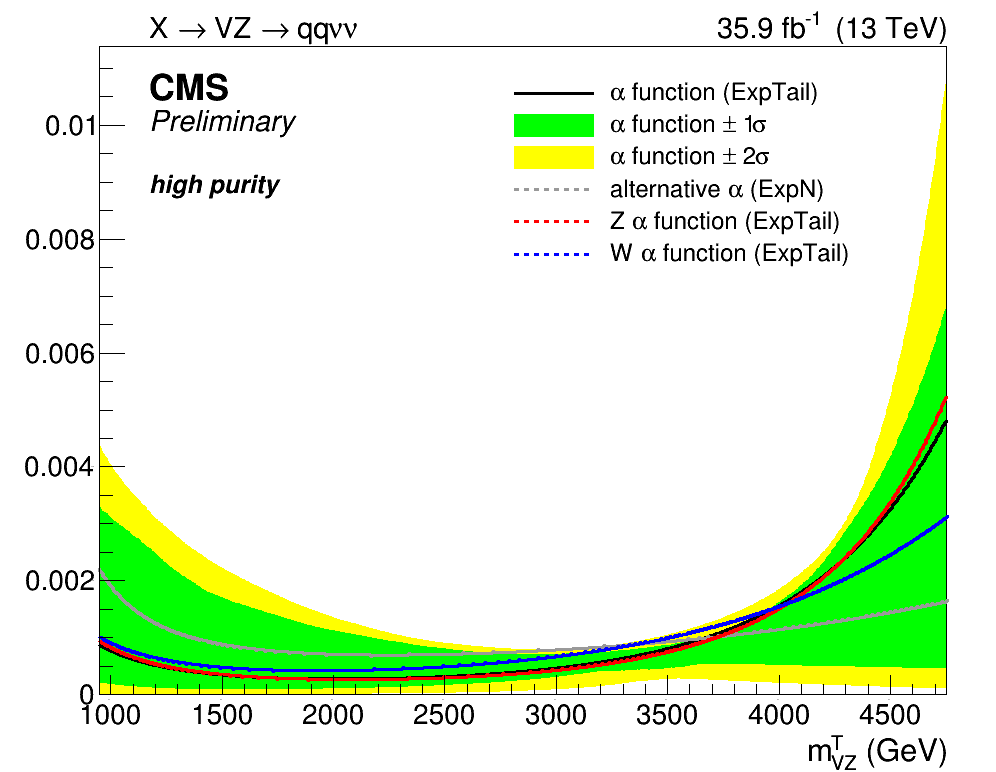 X → VZ → qqνν
35.9 fb⁻¹ (13 TeV)
CMS
Preliminary
high purity
α function (ExpTail)
α function ± 1σ
α function ± 2σ
alternative α (ExpN)
Z α function (ExpTail)
W α function (ExpTail)
0.01
0.008
0.006
0.004
0.002
0
1000 1500 2000 2500 3000 3500 4000 4500
m^T_VZ (GeV)